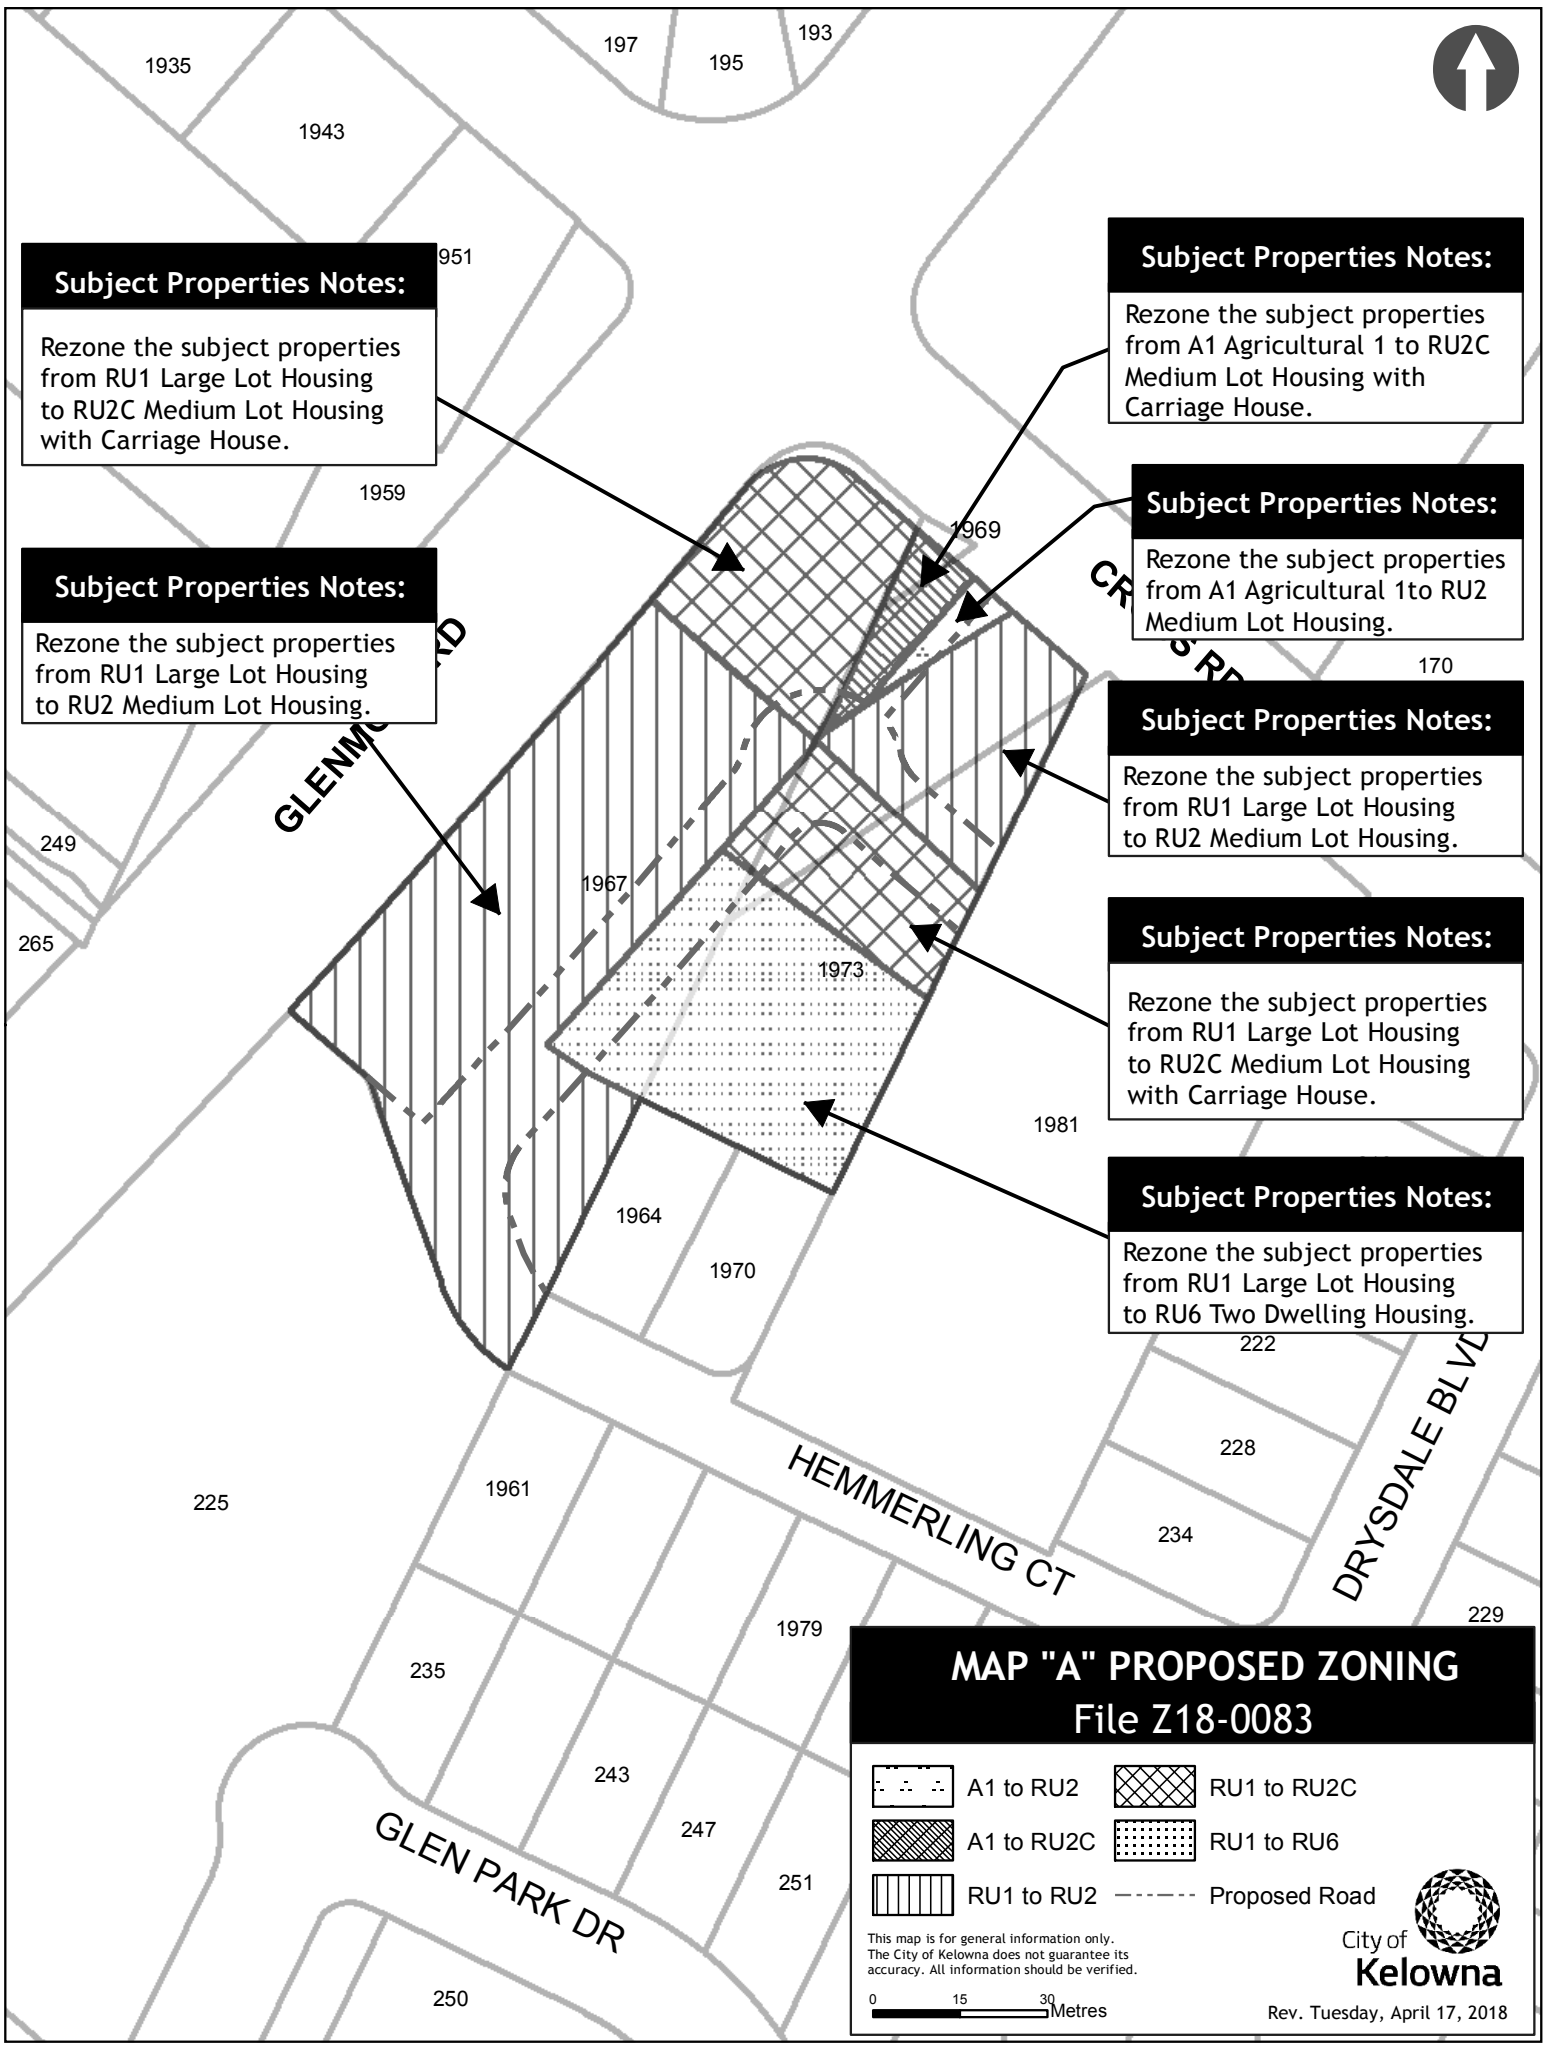 197
195
193
1935
1943
951
Subject Properties Notes:
Rezone the subject properties
from RU1 Large Lot Housing
to RU2C Medium Lot Housing
with Carriage House.
Subject Properties Notes:
Rezone the subject properties
from A1 Agricultural 1 to RU2C
Medium Lot Housing with
Carriage House.
1959
1969
Subject Properties Notes:
Rezone the subject properties
from A1 Agricultural 1to RU2
Medium Lot Housing.
Subject Properties Notes:
Rezone the subject properties
from RU1 Large Lot Housing
to RU2 Medium Lot Housing.
170
Subject Properties Notes:
Rezone the subject properties
from RU1 Large Lot Housing
to RU2 Medium Lot Housing.
249
265
1967
1973
Subject Properties Notes:
Rezone the subject properties
from RU1 Large Lot Housing
to RU2C Medium Lot Housing
with Carriage House.
1981
Subject Properties Notes:
Rezone the subject properties
from RU1 Large Lot Housing
to RU6 Two Dwelling Housing.
1964
1970
222
228
234
DRYSDALE BLVD
HEMMERLING CT
225
1961
1979
229
235
243
247
251
250
GLEN PARK DR
MAP "A" PROPOSED ZONING
File Z18-0083
A1 to RU2
RU1 to RU2C
A1 to RU2C
RU1 to RU6
RU1 to RU2
Proposed Road
This map is for general information only.
The City of Kelowna does not guarantee its
accuracy. All information should be verified.
0 15 30 Metres
City of
Kelowna
Rev. Tuesday, April 17, 2018